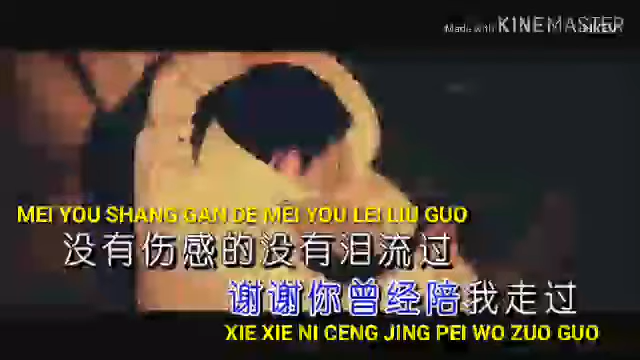 Made with KINEMASTER
MEI YOU SHANG GAN DE MEI YOU LEI LIU GUO
没有伤感的没有泪流过
谢谢你曾经陪我走过
XIE XIE NI CENG JING PEI WO ZUO GUO